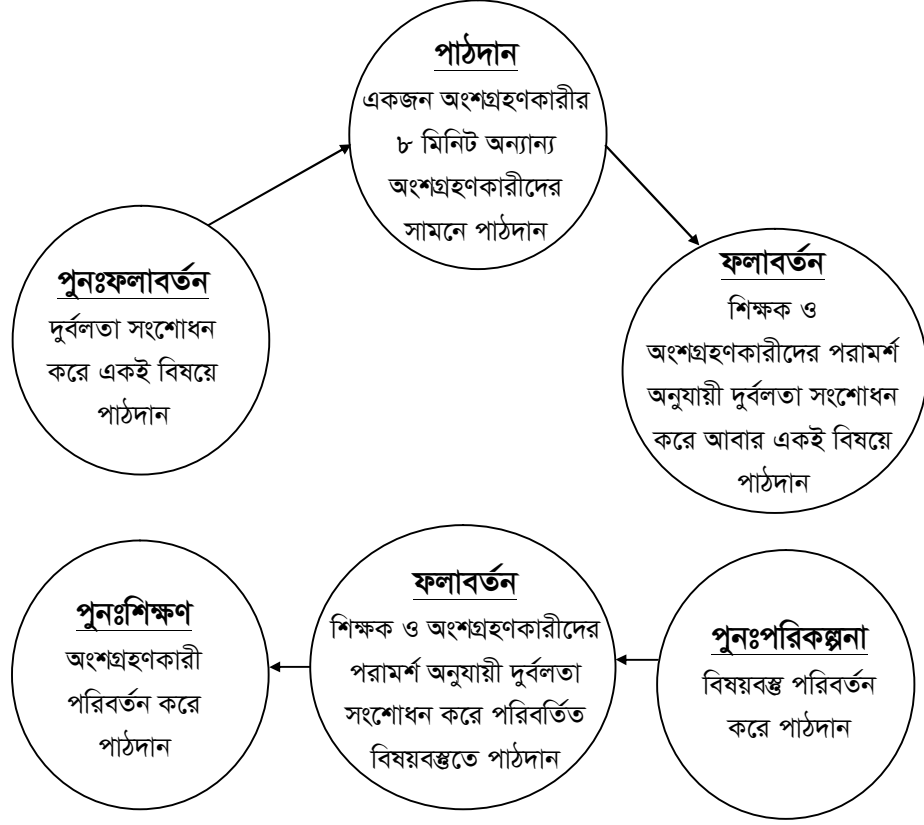 পাঠদান
একজন অংশগ্রহণকারীর
৮ মিনিট অন্যান্য
অংশগ্রহণকারীদের
সামনে পাঠদান
পুনঃফলাবর্তন
দুর্বলতা সংশোধন
করে একই বিষয়ে
পাঠদান
ফলাবর্তন
শিক্ষক ও
অংশগ্রহণকারীদের পরামর্শ
অনুযায়ী দুর্বলতা সংশোধন
করে আবার একই বিষয়ে
পাঠদান
পুনঃশিক্ষণ
অংশগ্রহণকারী
পরিবর্তন করে
পাঠদান
ফলাবর্তন
শিক্ষক ও অংশগ্রহণকারীদের
পরামর্শ অনুযায়ী দুর্বলতা
সংশোধন করে পরিবর্তিত
বিষয়বস্তুতে পাঠদান
পুনঃপরিকল্পনা
বিষয়বস্তু পরিবর্তন
করে পাঠদান